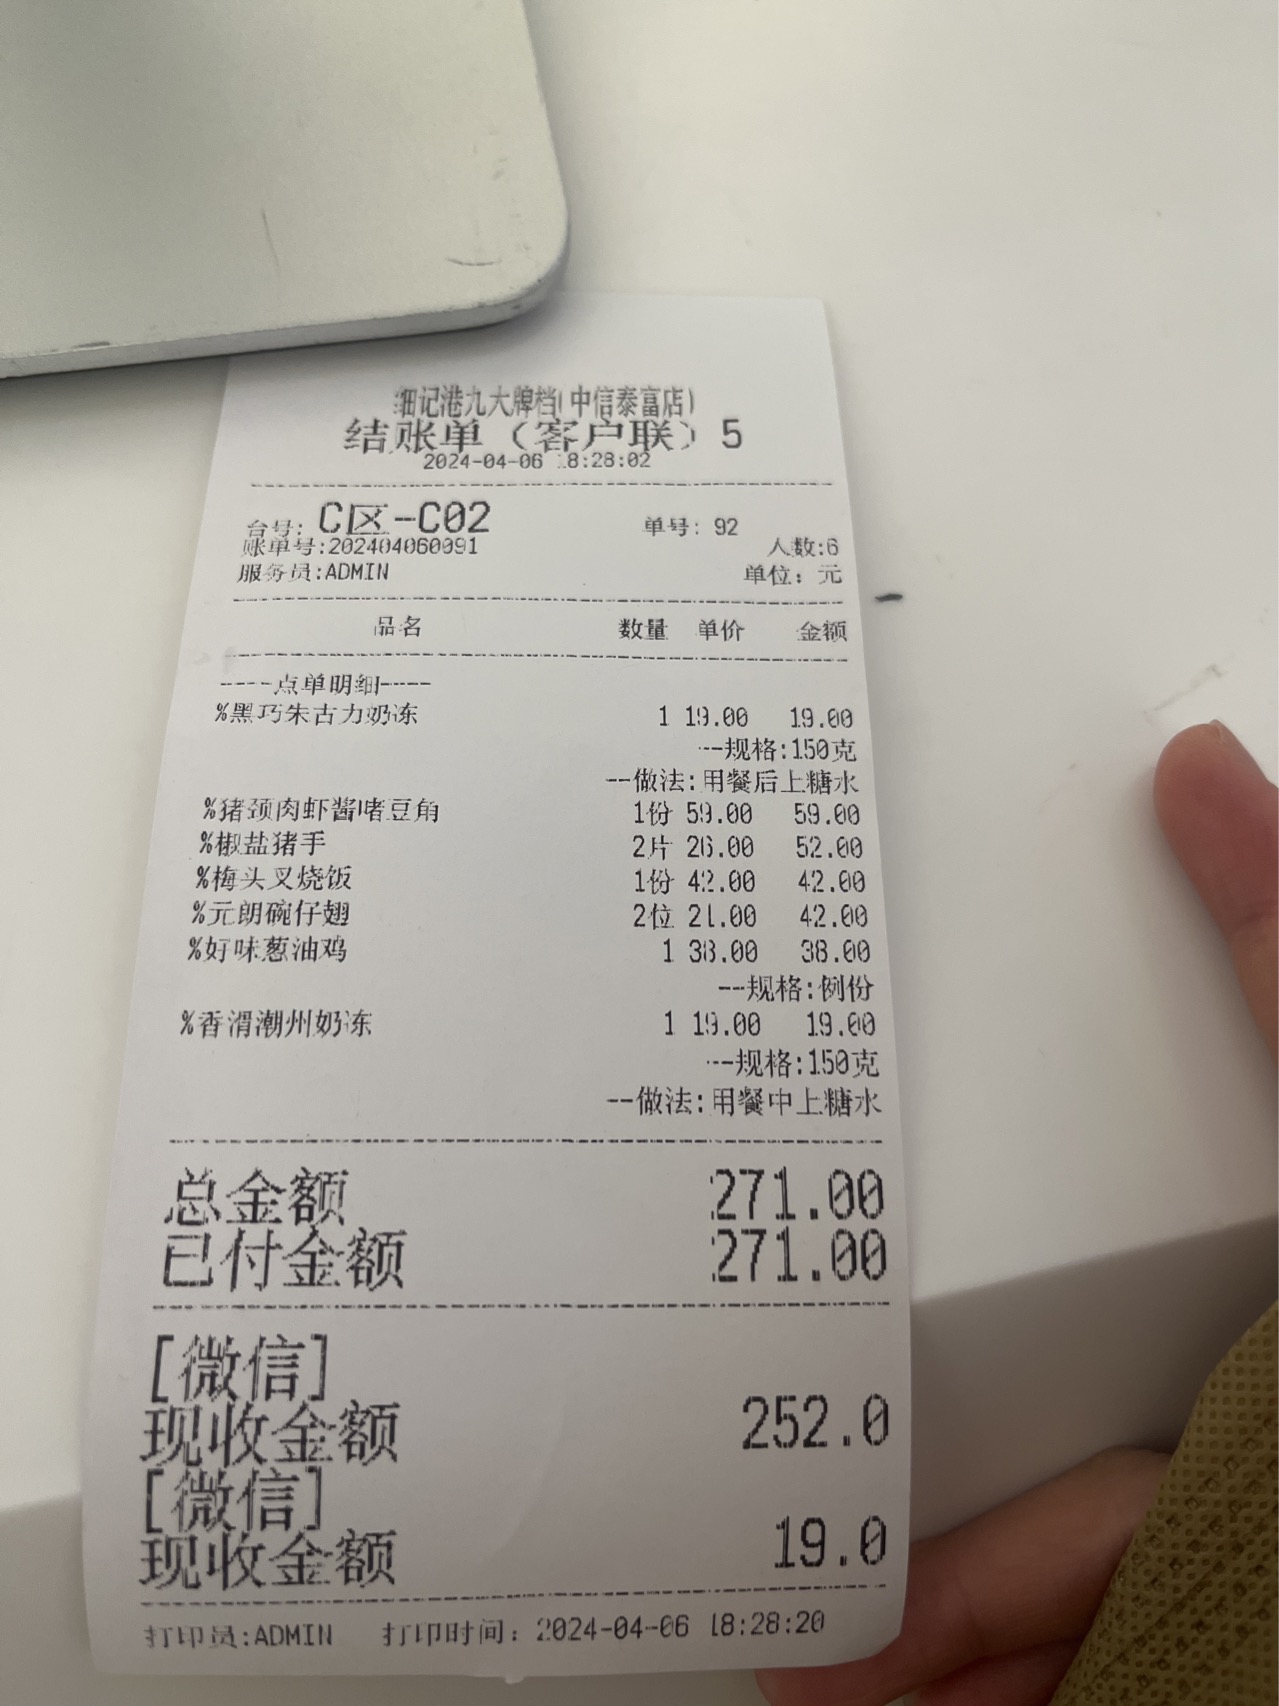 细记港九大牌档(中信泰富店)
结账单（客户联）5
2024-04-06 18:28:02
台号: C区-C02 单号: 92
账单号:202404060091 人数:6
服务员:ADMIN 单位: 元
品名 数量 单价 金额
----点单明细----
%黑巧朱古力奶冻 1 19.00 19.00
--规格:150克
--做法:用餐后上糖水
%猪颈肉虾酱啫豆角 1份 59.00 59.00
%椒盐猪手 2片 26.00 52.00
%梅头叉烧饭 1份 42.00 42.00
%元朗碗仔翅 2位 21.00 42.00
%好味葱油鸡 1 38.00 38.00
--规格:例份
%香滑潮州奶冻 1 19.00 19.00
--规格:150克
--做法:用餐中上糖水
总金额 271.00
已付金额 271.00
[微信]
现收金额 252.0
[微信]
现收金额 19.0
打印员:ADMIN 打印时间: 2024-04-06 18:28:20